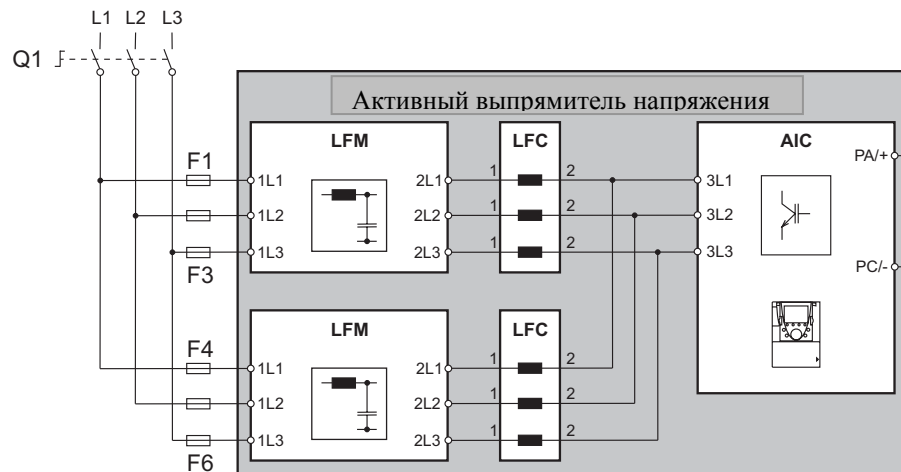 L1 L2 L3
Q1
Активный выпрямитель напряжения
LFM LFC AIC
PA/+
F1
1L1 2L1 1 2 3L1
1L2 2L2 1 2 3L2
1L3 2L3 1 2 3L3
F3
PC/-
LFM LFC
F4
1L1 2L1 1 2
1L2 2L2 1 2
1L3 2L3 1 2
F6